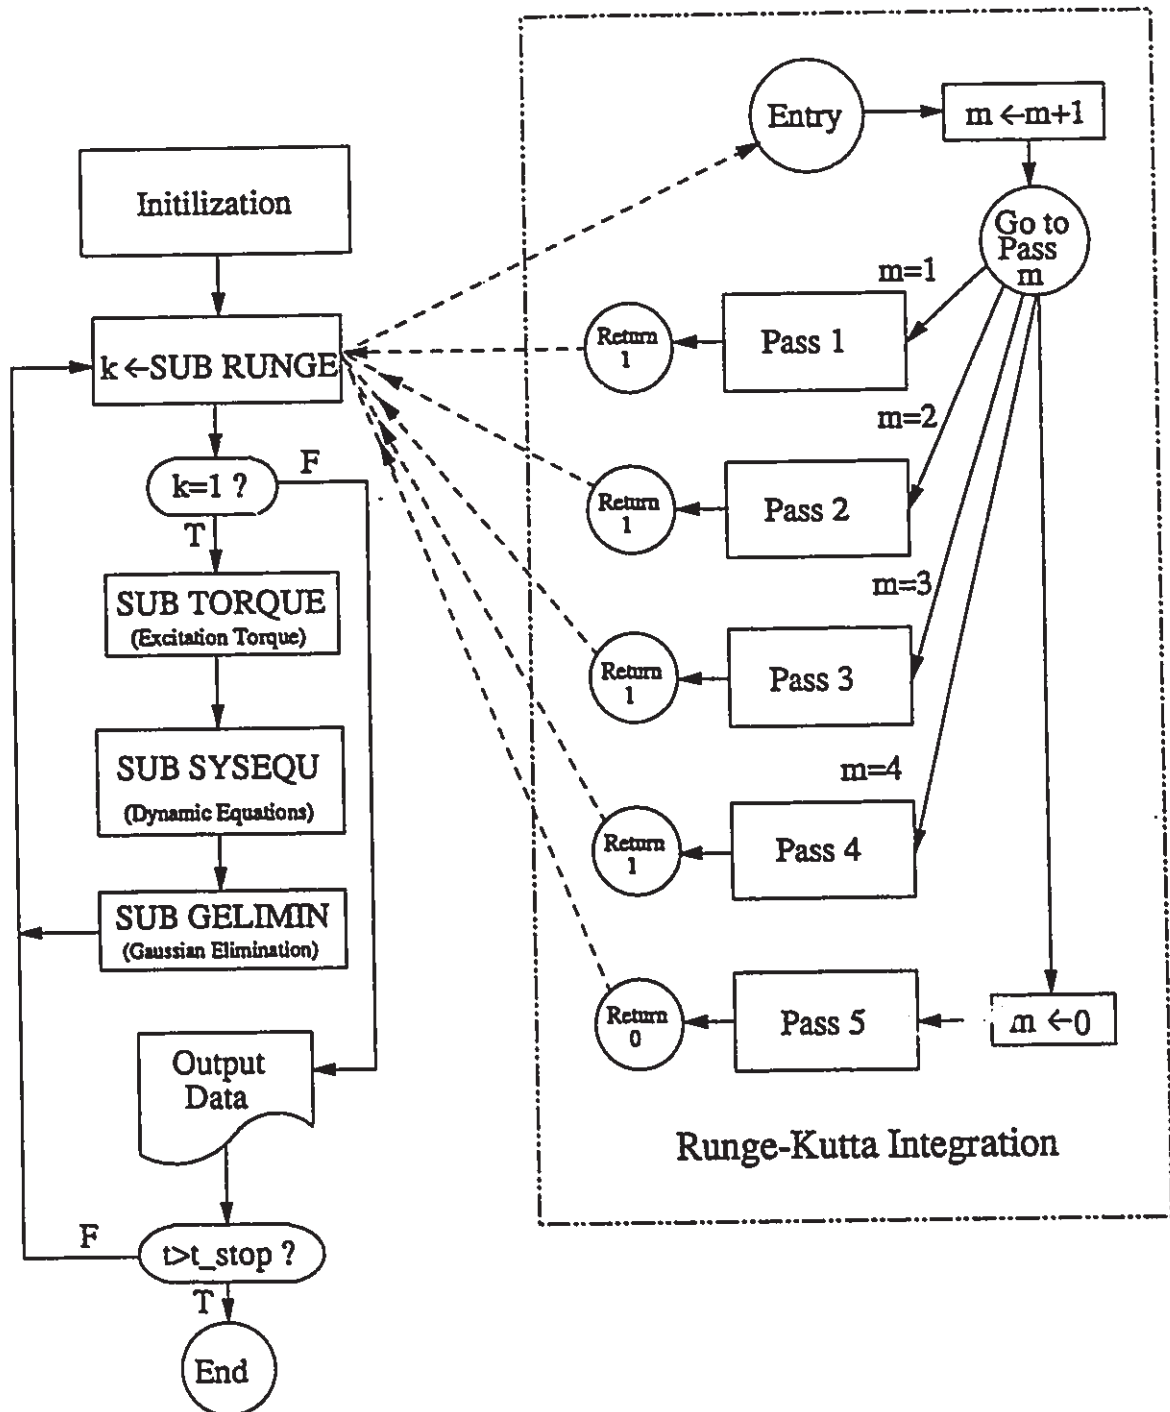 Initilization
k ←SUB RUNGE
k=1 ?
F
T
SUB TORQUE
(Excitation Torque)
SUB SYSEQU
(Dynamic Equations)
SUB GELIMIN
(Gaussian Elimination)
Output
Data
F
t>t_stop ?
T
End
Entry
m ←m+1
Go to
Pass
m
m=1
Return
1
Pass 1
m=2
Return
1
Pass 2
m=3
Return
1
Pass 3
m=4
Return
1
Pass 4
Return
0
Pass 5
m ←0
Runge-Kutta Integration